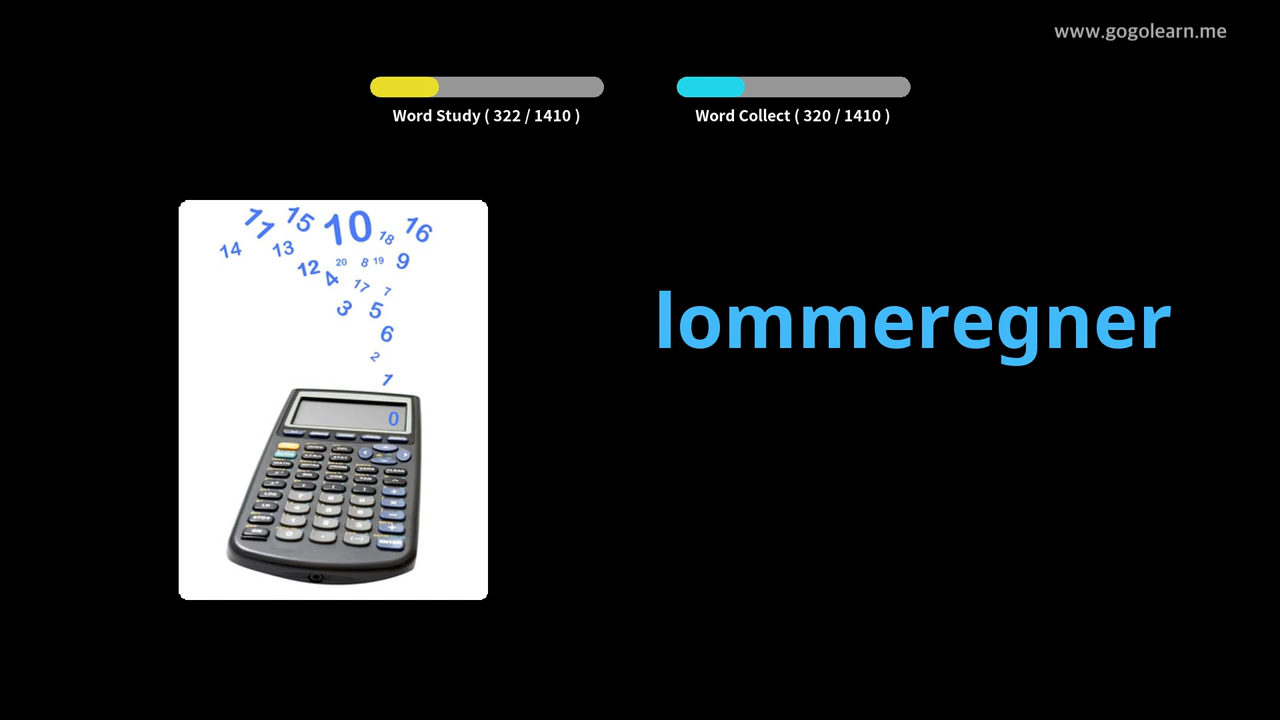 www.gogolearn.me
Word Study ( 322 / 1410 )
Word Collect ( 320 / 1410 )
11 15 10 18 16
14 13
12 20 8 19 9
4 17 7
3 5
6
2
1
0
lommeregner